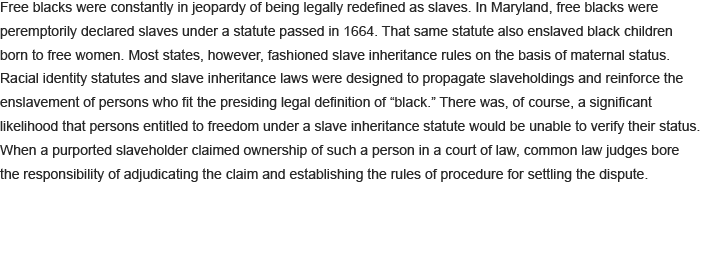 Free blacks were constantly in jeopardy of being legally redefined as slaves. In Maryland, free blacks were
peremptorily declared slaves under a statute passed in 1664. That same statute also enslaved black children
born to free women. Most states, however, fashioned slave inheritance rules on the basis of maternal status.
Racial identity statutes and slave inheritance laws were designed to propagate slaveholdings and reinforce the
enslavement of persons who fit the presiding legal definition of “black.” There was, of course, a significant
likelihood that persons entitled to freedom under a slave inheritance statute would be unable to verify their status.
When a purported slaveholder claimed ownership of such a person in a court of law, common law judges bore
the responsibility of adjudicating the claim and establishing the rules of procedure for settling the dispute.